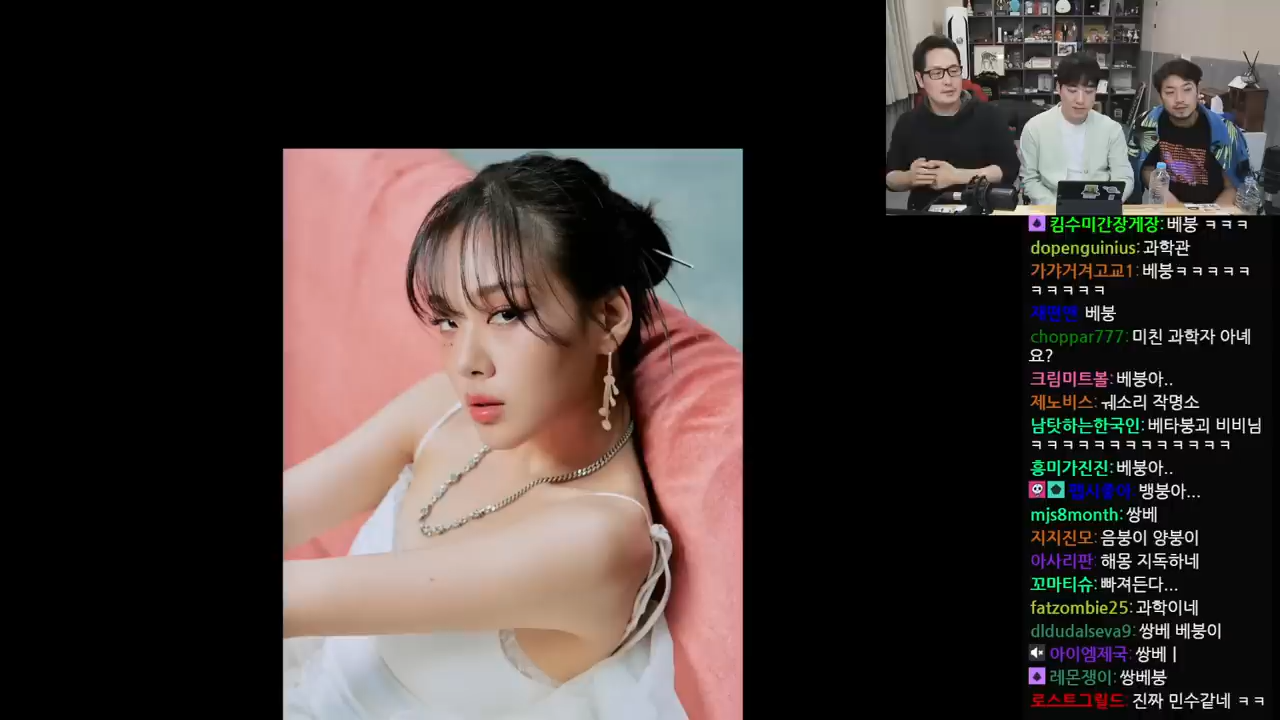 킴수미간장게장: 베붕 ㅋㅋㅋ
dopenguinius: 과학관
가갸거겨고교1: 베붕ㅋㅋㅋㅋㅋ
ㅋㅋㅋㅋㅋ
재떤맨: 베붕
choppar777: 미친 과학자 아녜
요?
크림미트볼: 베붕아..
제노비스: 궤소리 작명소
남탓하는한국인: 베타붕괴 비비님
ㅋㅋㅋㅋㅋㅋㅋㅋㅋㅋㅋㅋㅋ
흥미가진진: 베붕아..
맵시좋아: 뱅붕아...
mjs8month: 쌍베
지지진모: 음붕이 양붕이
아사리판: 해몽 지독하네
꼬마티슈: 빠져든다...
fatzombie25: 과학이네
dldudalseva9: 쌍베 베붕이
아이엠제국: 쌍베ㅣ
레몬쟁이: 쌍베붕
로스트그릴드: 진짜 민수같네 ㅋㅋ